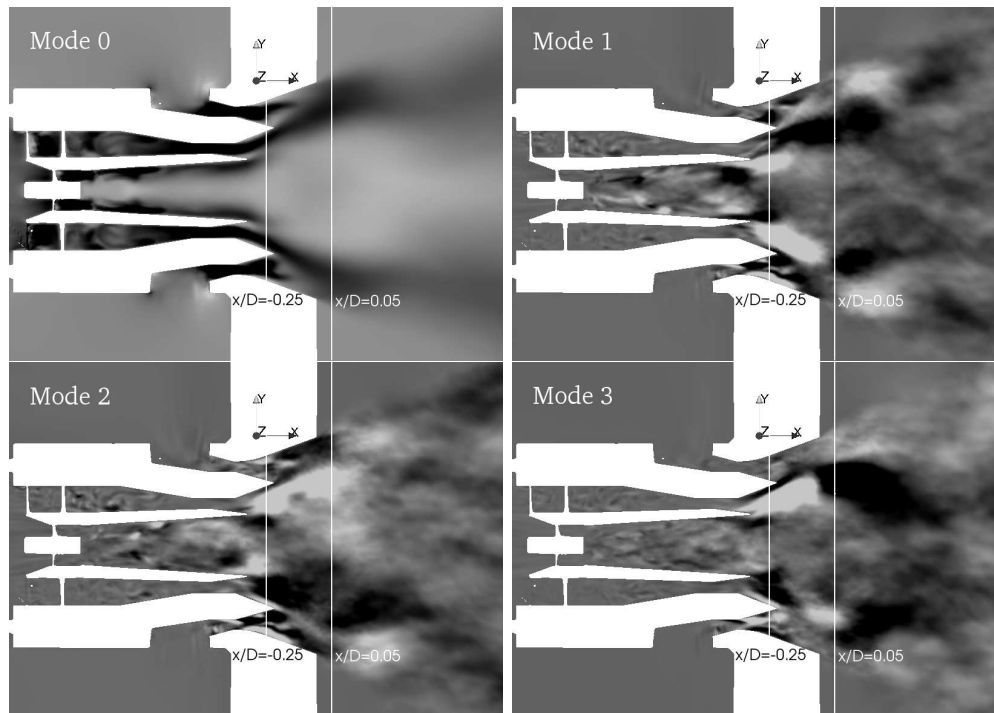 Mode 0
Y
Z X
x/D=-0.25 x/D=0.05
Mode 1
Y
Z X
x/D=-0.25 x/D=0.05
Mode 2
Y
Z X
x/D=-0.25 x/D=0.05
Mode 3
Y
Z X
x/D=-0.25 x/D=0.05